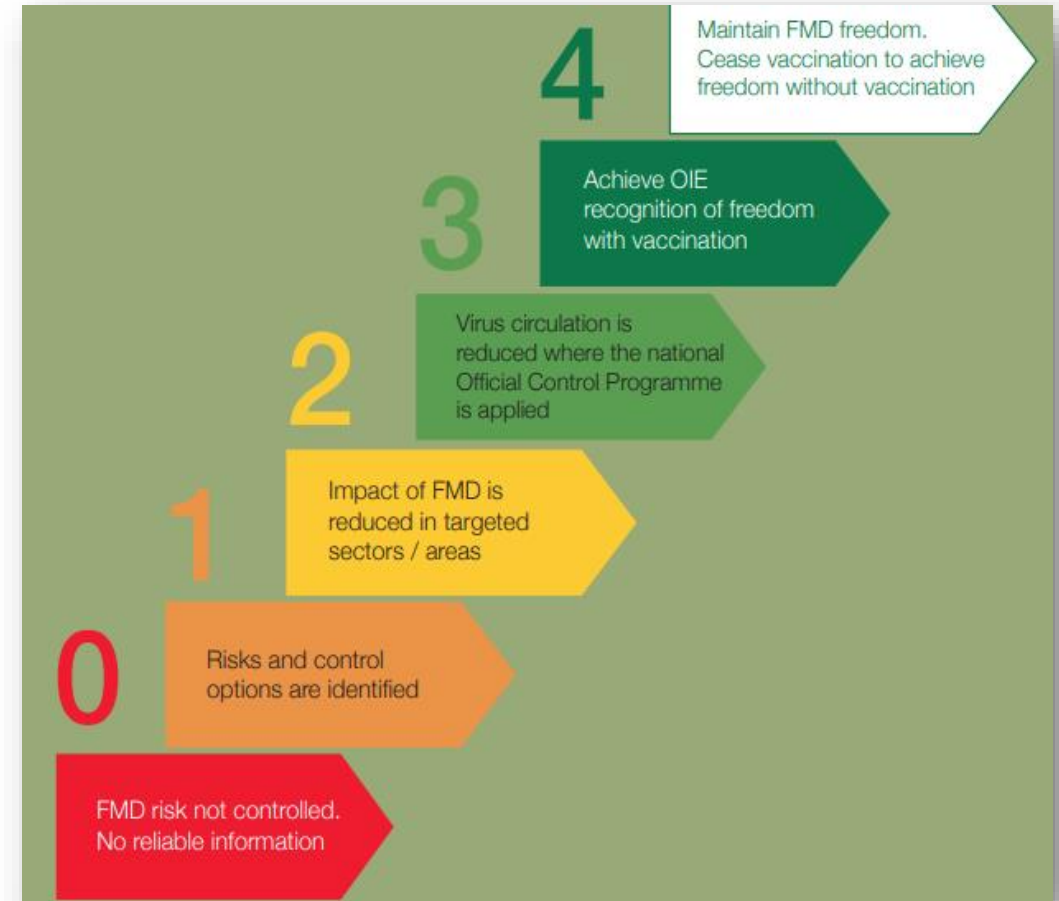 4
Maintain FMD freedom.
Cease vaccination to achieve
freedom without vaccination
3
Achieve OIE
recognition of freedom
with vaccination
2
Virus circulation is
reduced where the national
Official Control Programme
is applied
1
Impact of FMD is
reduced in targeted
sectors / areas
0
Risks and control
options are identified
FMD risk not controlled.
No reliable information